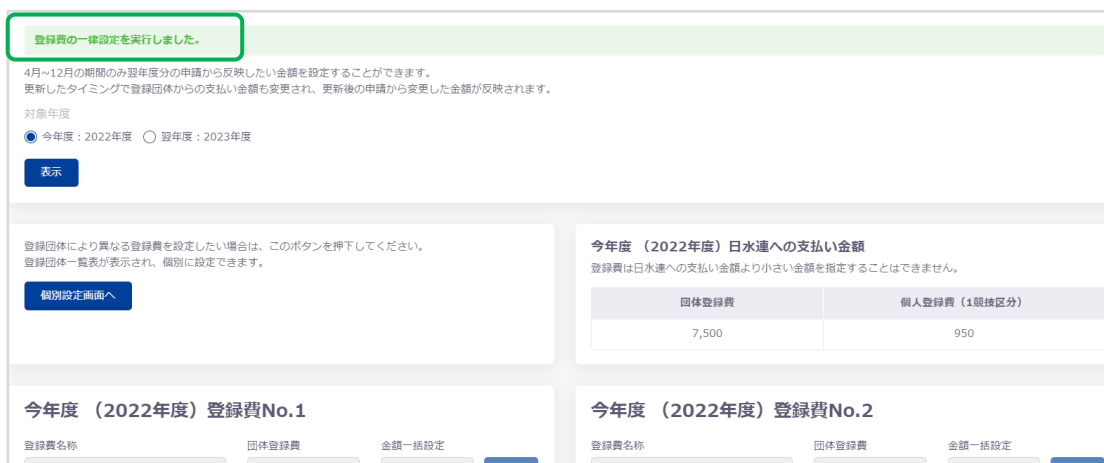 登録費の一律設定を実行しました。
4月~12月の期間のみ翌年度分の申請から反映したい金額を設定することができます。
更新したタイミングで登録団体からの支払い金額も変更され、更新後の申請から変更した金額が反映されます。
対象年度
今年度：2022年度 翌年度：2023年度
表示
登録団体により異なる登録費を設定したい場合は、このボタンを押下してください。
登録団体一覧表が表示され、個別に設定できます。
個別設定画面へ
今年度 （2022年度）日水連への支払い金額
登録費は日水連への支払い金額より小さい金額を指定することはできません。
団体登録費 個人登録費（1競技区分）
7,500 950
今年度 （2022年度）登録費No.1
登録費名称 団体登録費 金額一括設定
今年度 （2022年度）登録費No.2
登録費名称 団体登録費 金額一括設定